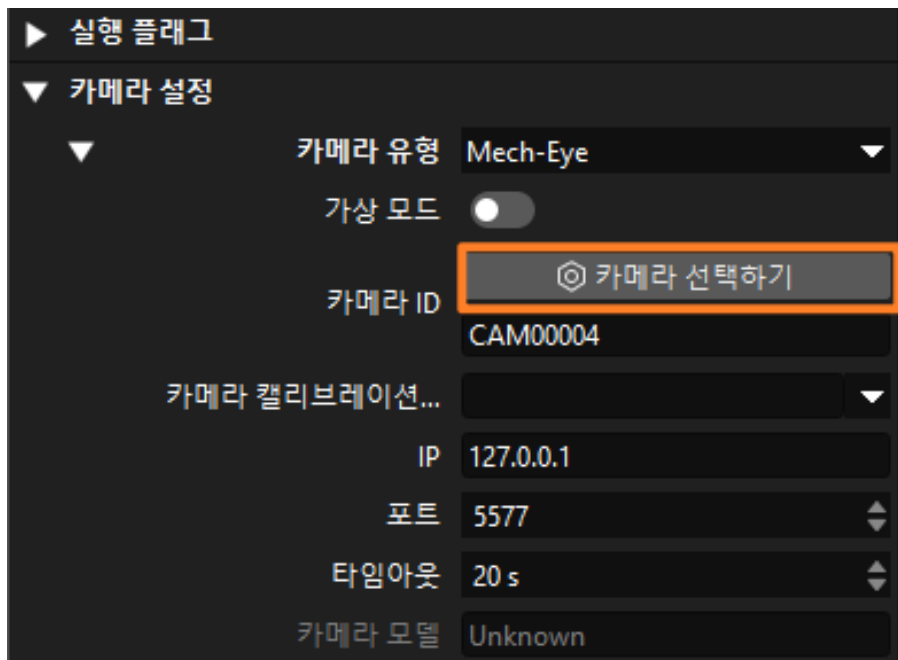 실행 플래그
카메라 설정
카메라 유형 Mech-Eye
가상 모드
카메라 선택하기
카메라 ID
CAM00004
카메라 캘리브레이션...
IP 127.0.0.1
포트 5577
타임아웃 20 s
카메라 모델 Unknown